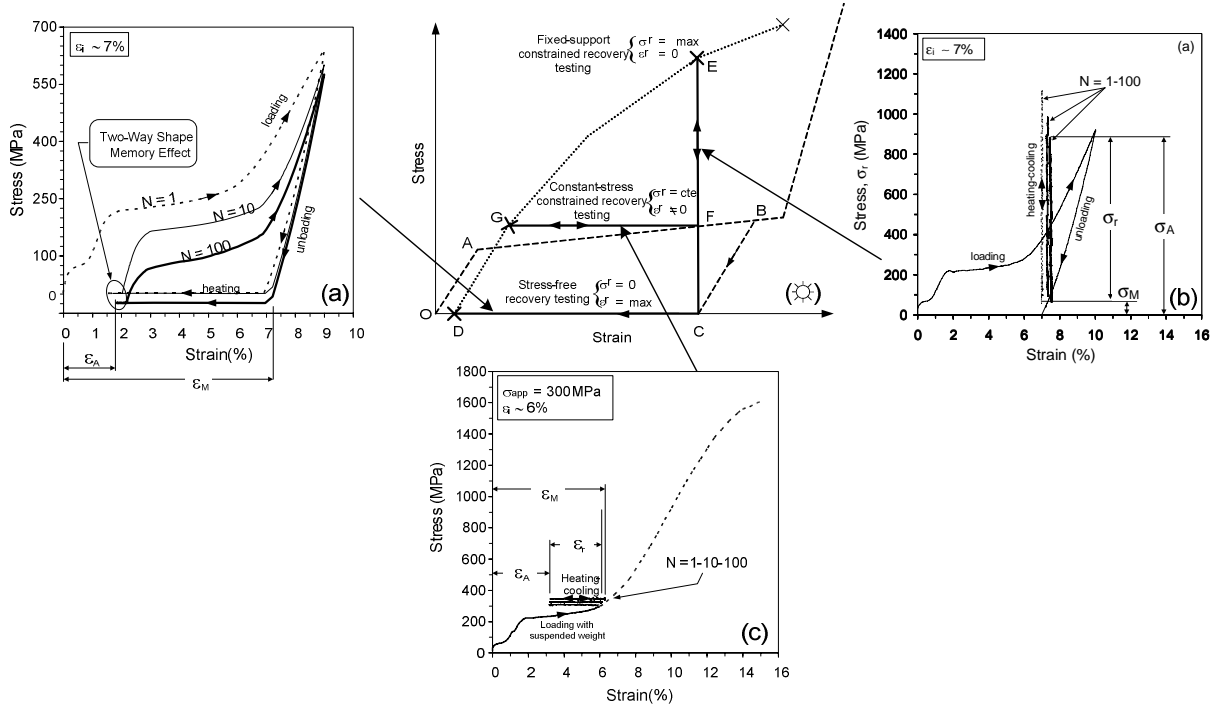 700
550
400
250
100
0
Stress (MPa)
εi ~ 7%
loading
Two-Way Shape
Memory Effect
N = 1
N = 10
N = 100
unloading
heating
(a)
0 1 2 3 4 5 6 7 8 9 10
Strain(%)
εA
εM
Stress
Fixed-support
constrained recovery
testing
σr = max
εr = 0
E
Constant-stress
constrained recovery
testing
σr = cte
εr ≒ 0
G
F
B
A
Stress-free
recovery testing
σr = 0
εr = max
O
D
C
Strain
1400
1200
1000
800
600
400
200
0
Stress, σr (MPa)
εi ~ 7%
(a)
N = 1-100
heating-cooling
unloading
loading
σr
σA
σM
(b)
0 2 4 6 8 10 12 14 16
Strain (%)
1800
1600
1400
1200
1000
800
600
400
200
0
Stress (MPa)
σapp = 300MPa
εi ~ 6%
εM
εr
εA
Heating
cooling
N = 1-10-100
Loading with
suspended weight
(c)
0 2 4 6 8 10 12 14 16
Strain(%)